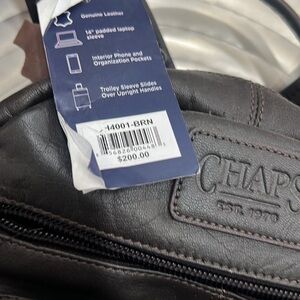 Genuine Leather
14" padded laptop
sleeve
Interior Phone and
Organization Pockets
Trolley Sleeve Slides
Over Upright Handles
14001-BRN
$200.00
CHAPS
EST. 1978